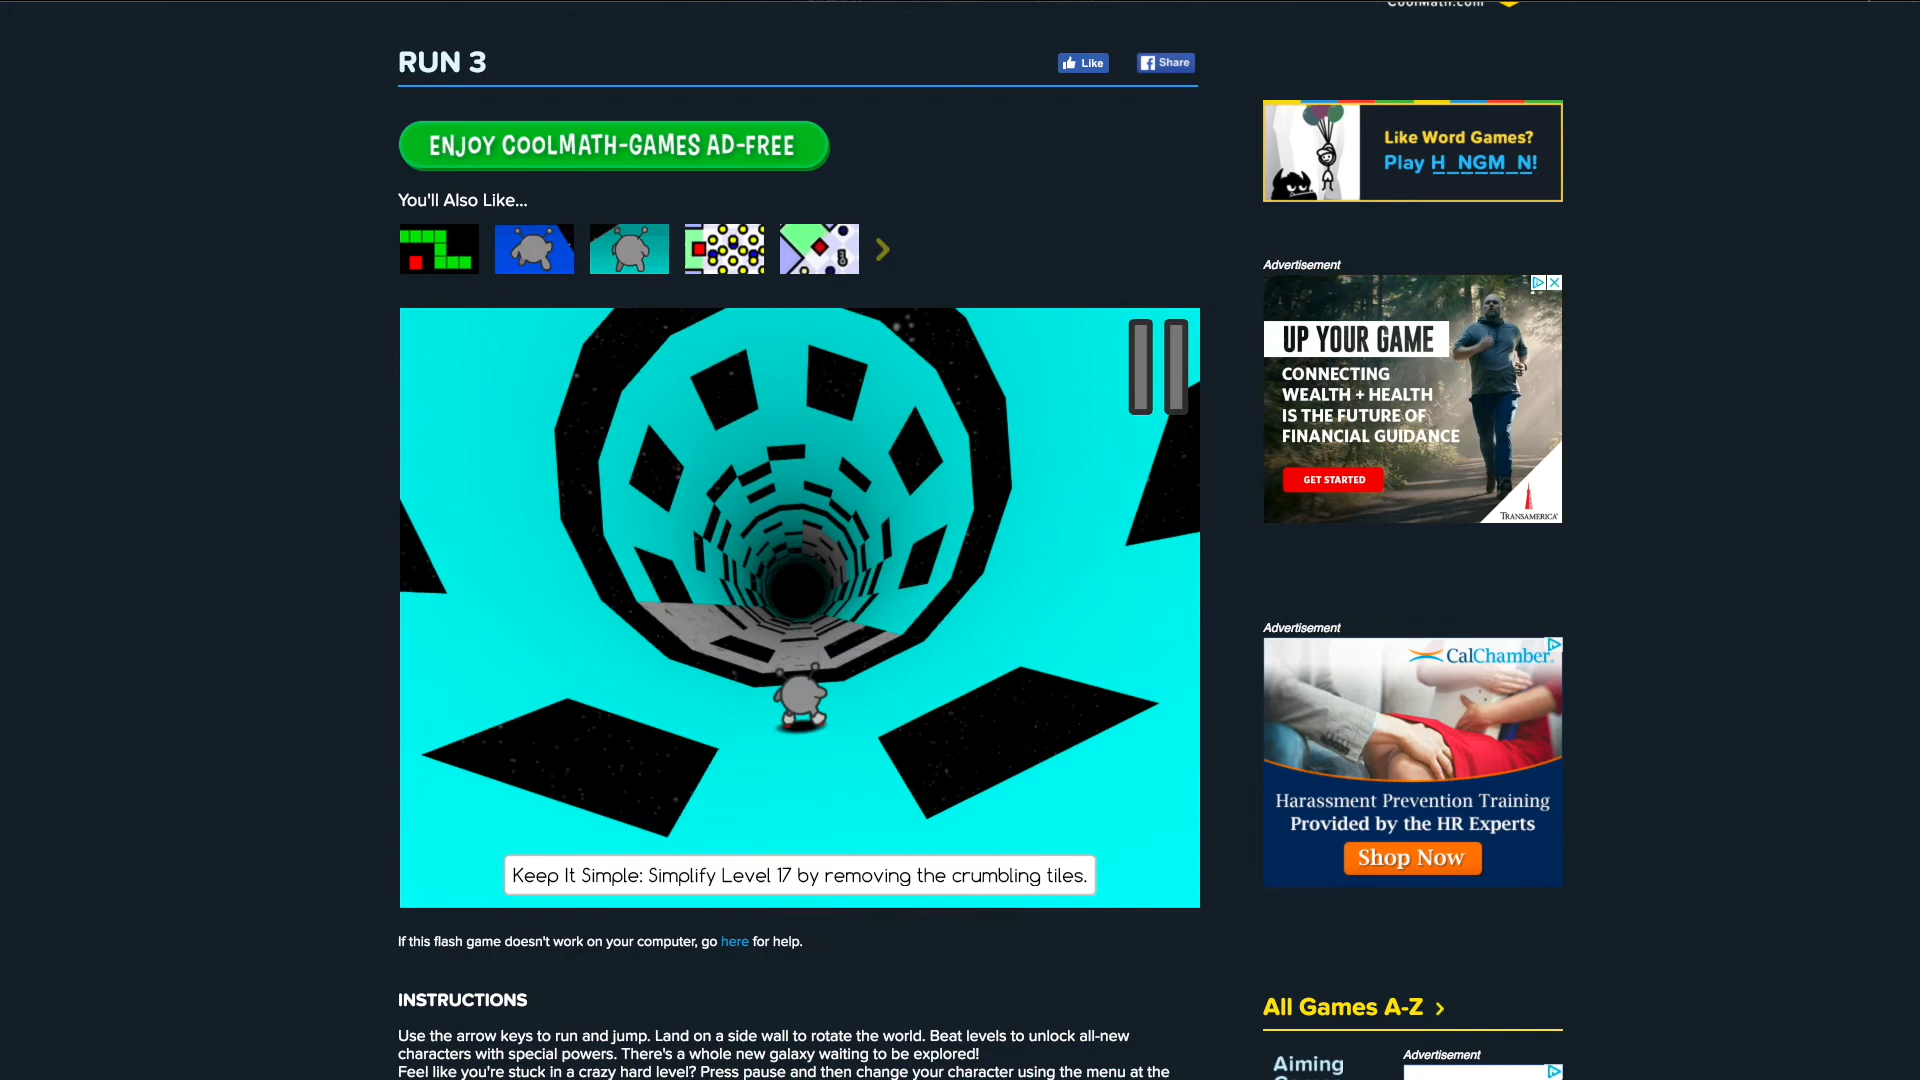 CoolMath.com
RUN 3
Like
Share
ENJOY COOLMATH-GAMES AD-FREE
You'll Also Like...
Like Word Games?
Play H_NGM_N!
Advertisement
UP YOUR GAME
CONNECTING
WEALTH + HEALTH
IS THE FUTURE OF
FINANCIAL GUIDANCE
GET STARTED
TRANSAMERICA
Advertisement
CalChamber
Harassment Prevention Training
Provided by the HR Experts
Shop Now
Keep It Simple: Simplify Level 17 by removing the crumbling tiles.
If this flash game doesn't work on your computer, go here for help.
INSTRUCTIONS
Use the arrow keys to run and jump. Land on a side wall to rotate the world. Beat levels to unlock all-new
characters with special powers. There's a whole new galaxy waiting to be explored!
Feel like you're stuck in a crazy hard level? Press pause and then change your character using the menu at the
All Games A-Z >
Aiming
Advertisement